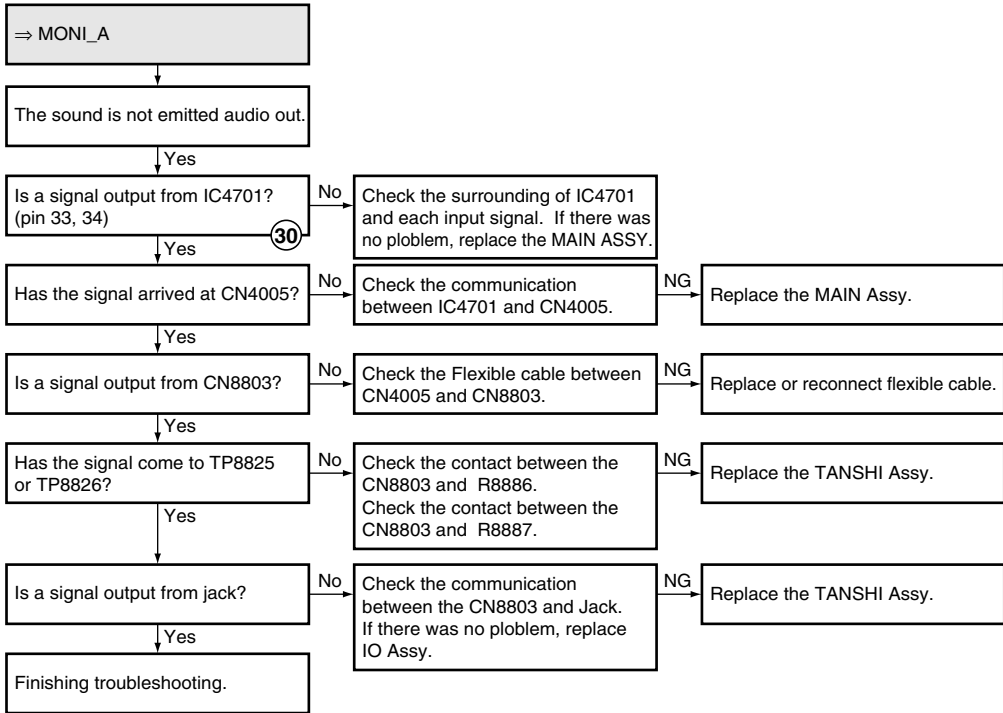 ⇒ MONI_A
The sound is not emitted audio out.
Yes
Is a signal output from IC4701?
(pin 33, 34)
30
No
Check the surrounding of IC4701
and each input signal.  If there was
no ploblem, replace the MAIN ASSY.
Yes
Has the signal arrived at CN4005?
No
Check the communication
between IC4701 and CN4005.
NG
Replace the MAIN Assy.
Yes
Is a signal output from CN8803?
No
Check the Flexible cable between
CN4005 and CN8803.
NG
Replace or reconnect flexible cable.
Yes
Has the signal come to TP8825
or TP8826?
No
Check the contact between the
CN8803 and  R8886.
Check the contact between the
CN8803 and  R8887.
NG
Replace the TANSHI Assy.
Yes
Is a signal output from jack?
No
Check the communication
between the CN8803 and Jack.
If there was no ploblem, replace
IO Assy.
NG
Replace the TANSHI Assy.
Yes
Finishing troubleshooting.